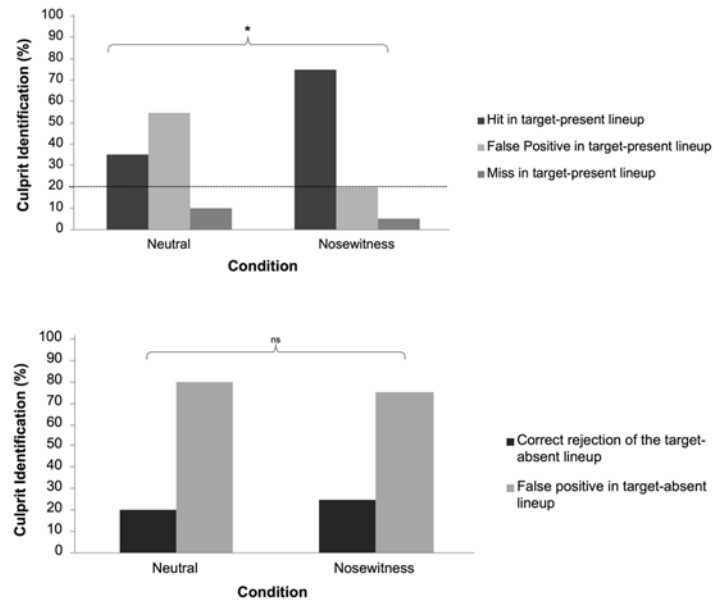 *
100
90
80
70
60
50
40
30
20
10
0
Culprit Identification (%)
Neutral
Nosewitness
Condition
Hit in target-present lineup
False Positive in target-present lineup
Miss in target-present lineup
ns
100
90
80
70
60
50
40
30
20
10
0
Culprit Identification (%)
Neutral
Nosewitness
Condition
Correct rejection of the target-
absent lineup
False positive in target-absent
lineup